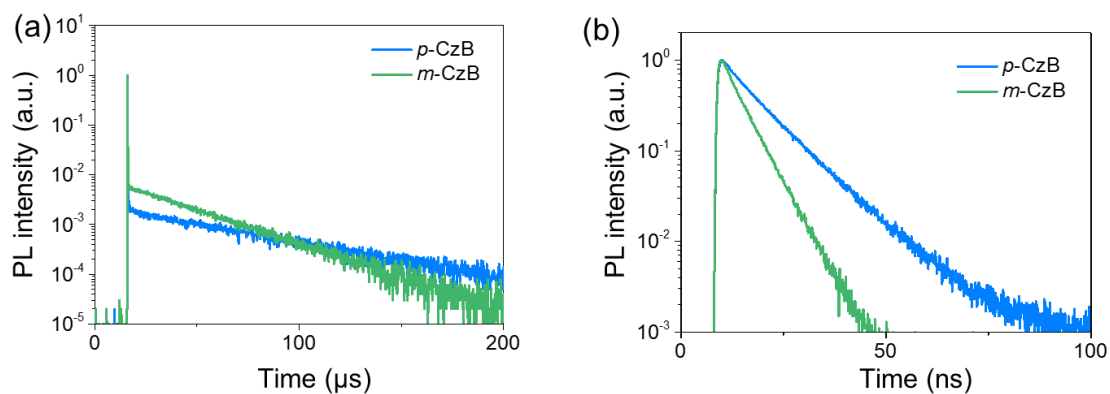 (a)
PL intensity (a.u.)
10¹
10⁰
10⁻¹
10⁻²
10⁻³
10⁻⁴
10⁻⁵
p-CzB
m-CzB
0
100
200
Time (µs)
(b)
PL intensity (a.u.)
10⁰
10⁻¹
10⁻²
10⁻³
p-CzB
m-CzB
0
50
100
Time (ns)